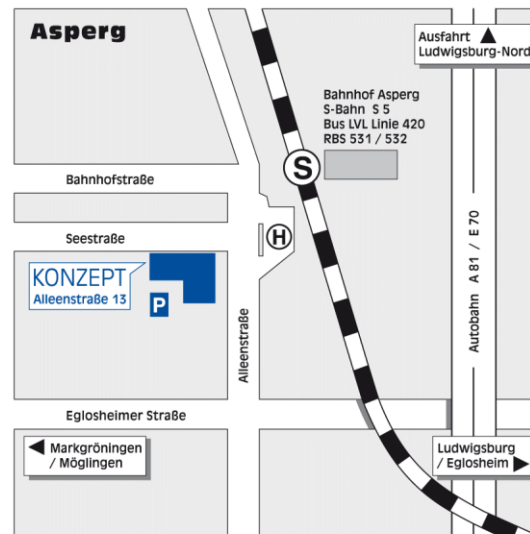 Asperg
Ausfahrt
Ludwigsburg-Nord
Bahnhof Asperg
S-Bahn S 5
Bus LVL Linie 420
RBS 531 / 532
S
Bahnhofstraße
Seestraße
H
KONZEPT
Alleenstraße 13
P
Alleenstraße
Autobahn A 81 / E 70
Eglosheimer Straße
Markgröningen
/ Möglingen
Ludwigsburg
/ Eglosheim